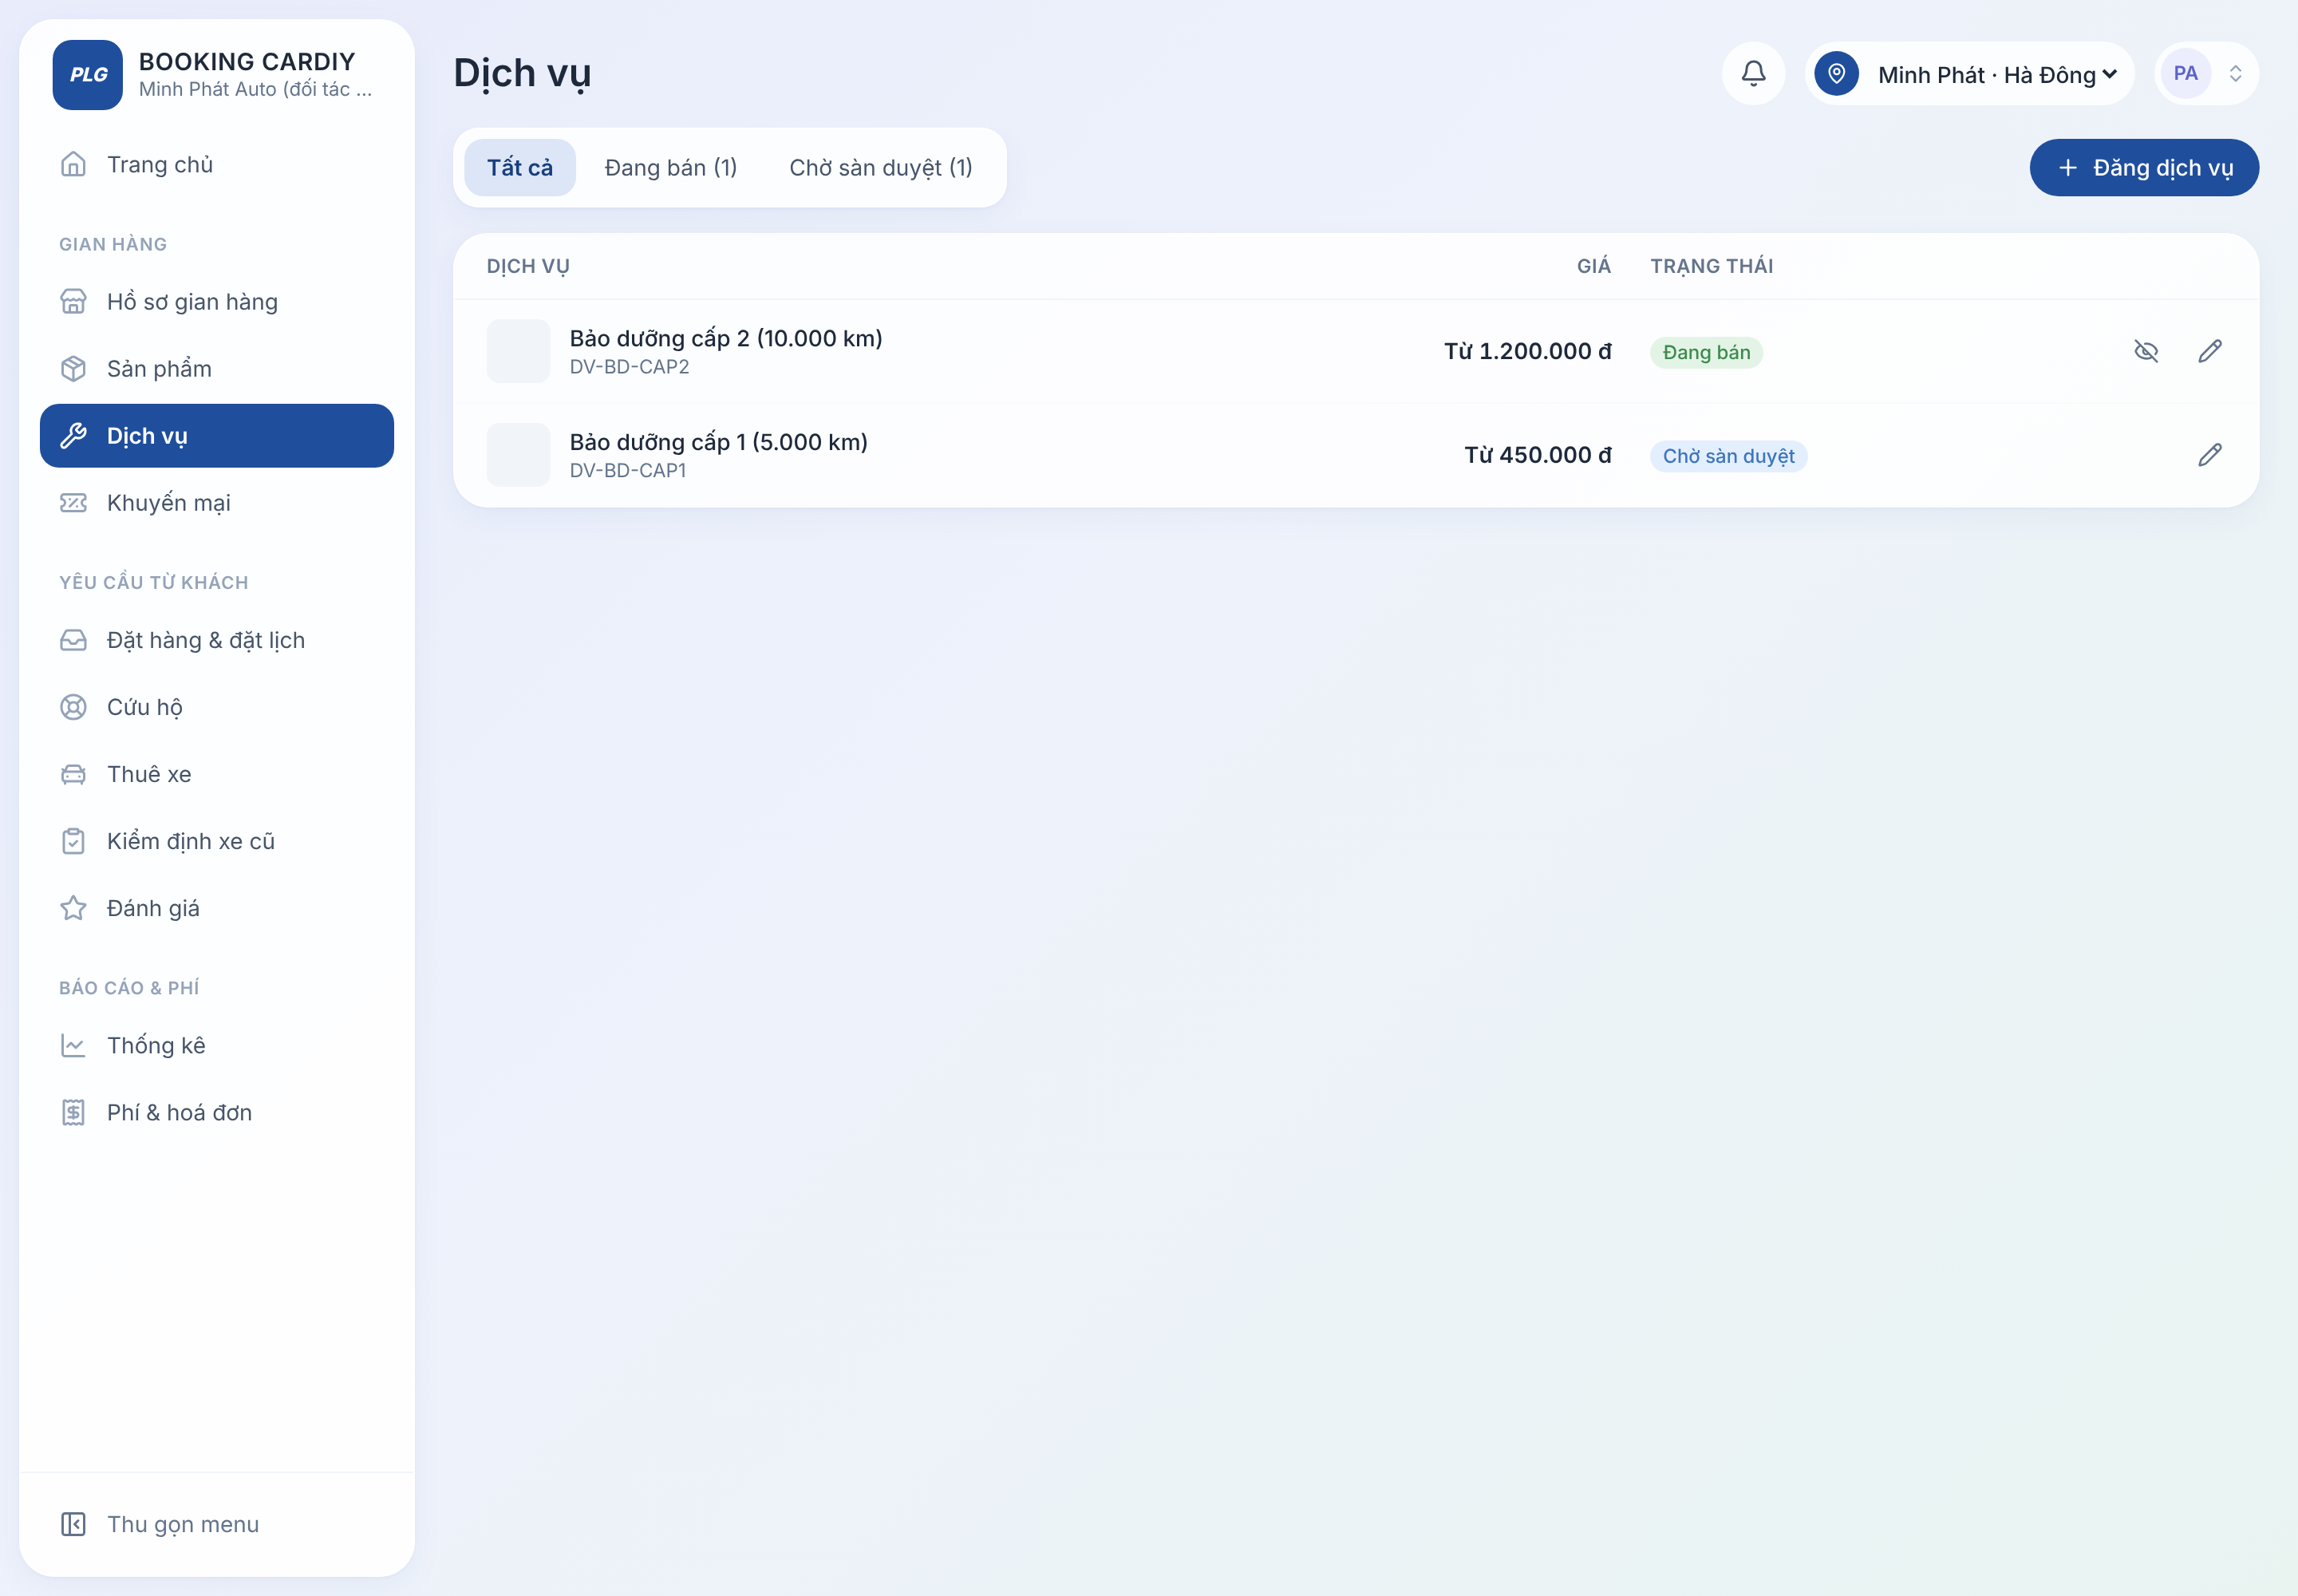 PLG
BOOKING CARDIY
Minh Phát Auto (đối tác ...
Trang chủ
GIAN HÀNG
Hồ sơ gian hàng
Sản phẩm
Dịch vụ
Khuyến mại
YÊU CẦU TỪ KHÁCH
Đặt hàng & đặt lịch
Cứu hộ
Thuê xe
Kiểm định xe cũ
Đánh giá
BÁO CÁO & PHÍ
Thống kê
Phí & hoá đơn
Thu gọn menu
Dịch vụ
Minh Phát · Hà Đông
PA
Tất cả
Đang bán (1)
Chờ sàn duyệt (1)
Đăng dịch vụ
DỊCH VỤ
GIÁ
TRẠNG THÁI
Bảo dưỡng cấp 2 (10.000 km)
DV-BD-CAP2
Từ 1.200.000 đ
Đang bán
Bảo dưỡng cấp 1 (5.000 km)
DV-BD-CAP1
Từ 450.000 đ
Chờ sàn duyệt